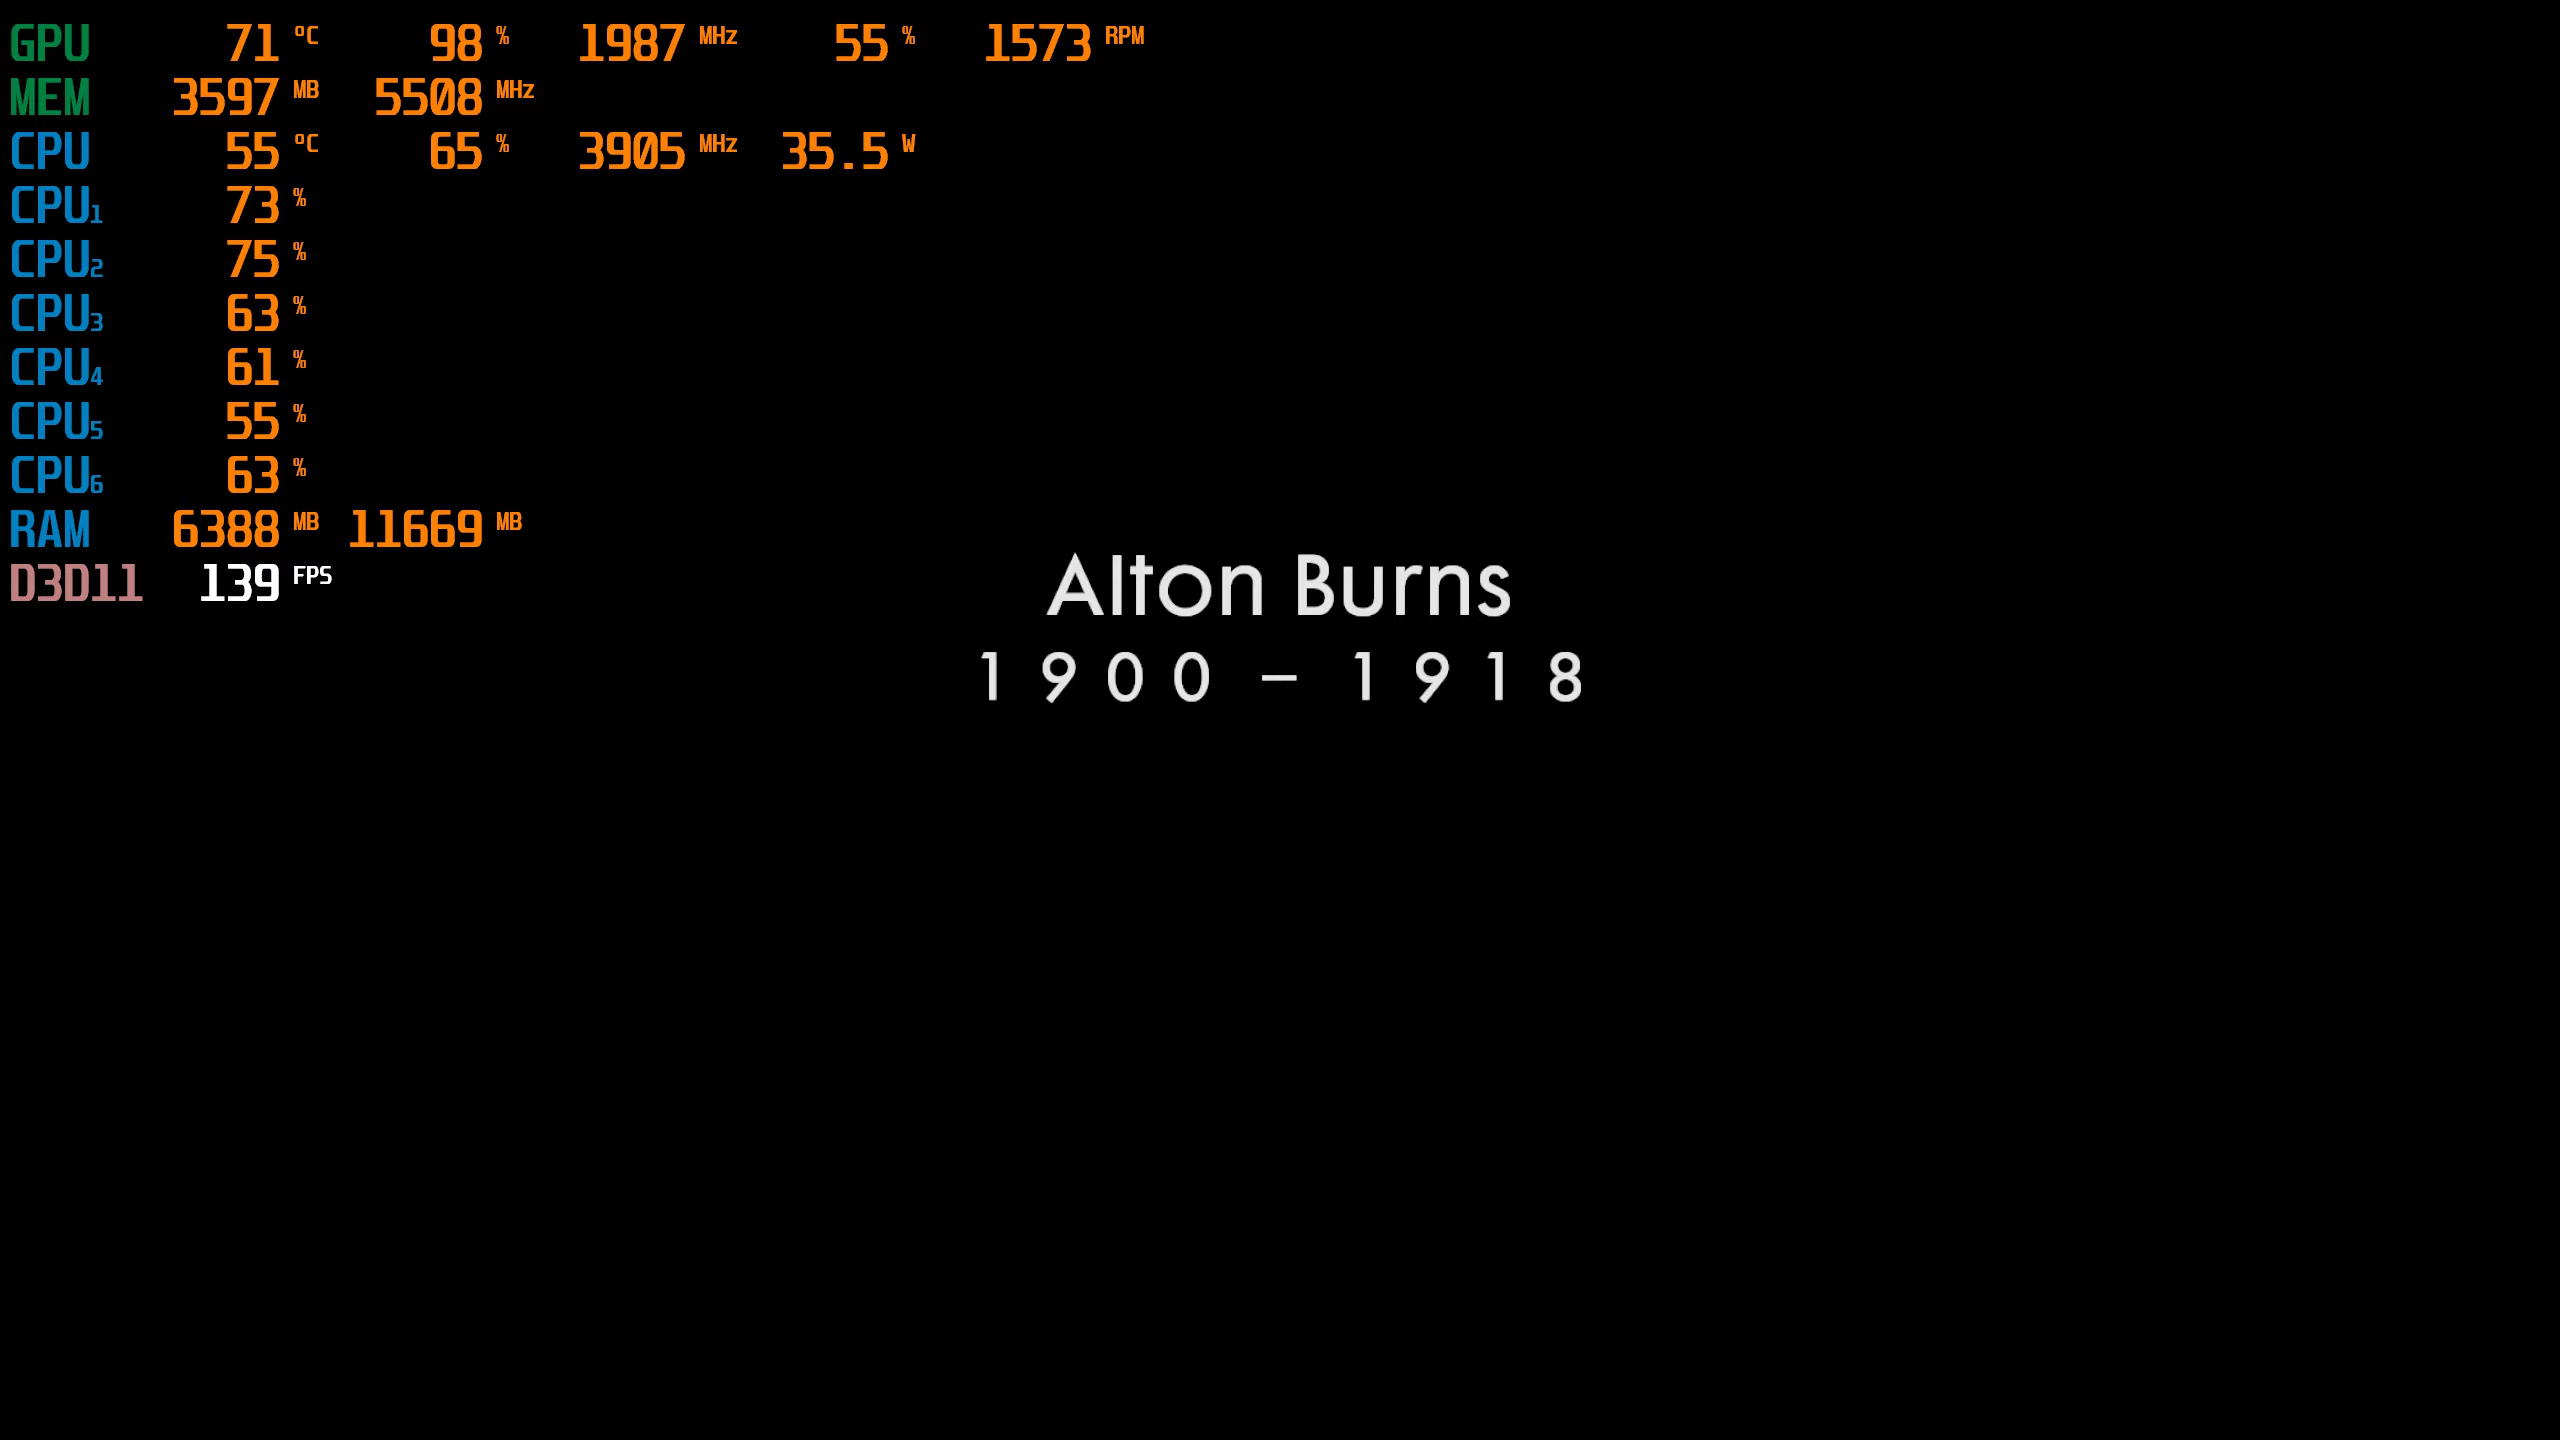 GPU 71 °C 98 % 1987 MHz 55 % 1573 RPM
MEM 3597 MB 5508 MHz
CPU 55 °C 65 % 3905 MHz 35.5 W
CPU1 73 %
CPU2 75 %
CPU3 63 %
CPU4 61 %
CPU5 55 %
CPU6 63 %
RAM 6388 MB 11669 MB
D3D11 139 FPS
Alton Burns
1900 – 1918